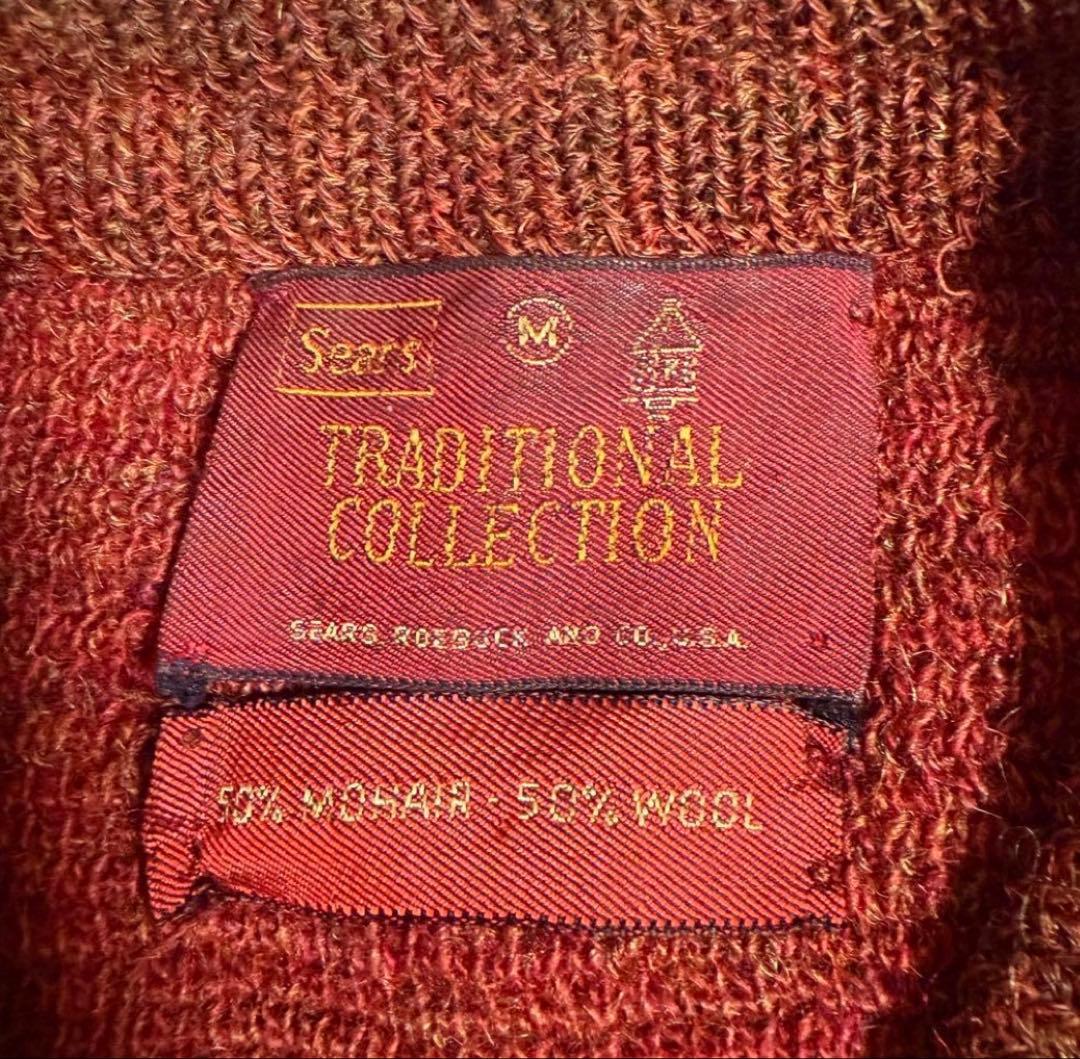 Sears
M
TRADITIONAL
COLLECTION
SEARS, ROEBUCK AND CO., U.S.A.
50% MOHAIR - 50% WOOL